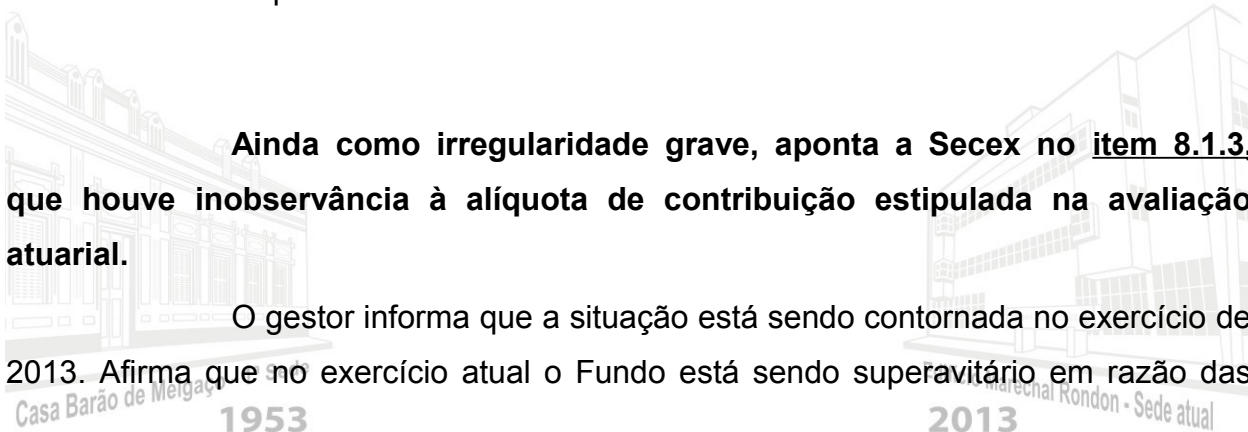 Ainda como irregularidade grave, aponta a Secex no item 8.1.3,
que houve inobservância à alíquota de contribuição estipulada na avaliação
atuarial.
O gestor informa que a situação está sendo contornada no exercício de
2013. Afirma que no exercício atual o Fundo está sendo superavitário em razão das
Casa Barão de Melgaço
sede
1953
Marechal Rondon - Sede atual
2013